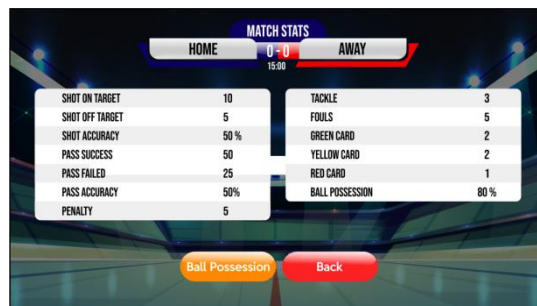 MATCH STATS
HOME 0 - 0 AWAY
15:00
SHOT ON TARGET 10
SHOT OFF TARGET 5
SHOT ACCURACY 50 %
PASS SUCCESS 50
PASS FAILED 25
PASS ACCURACY 50%
PENALTY 5
TACKLE 3
FOULS 5
GREEN CARD 2
YELLOW CARD 2
RED CARD 1
BALL POSSESSION 80 %
Ball Possession Back